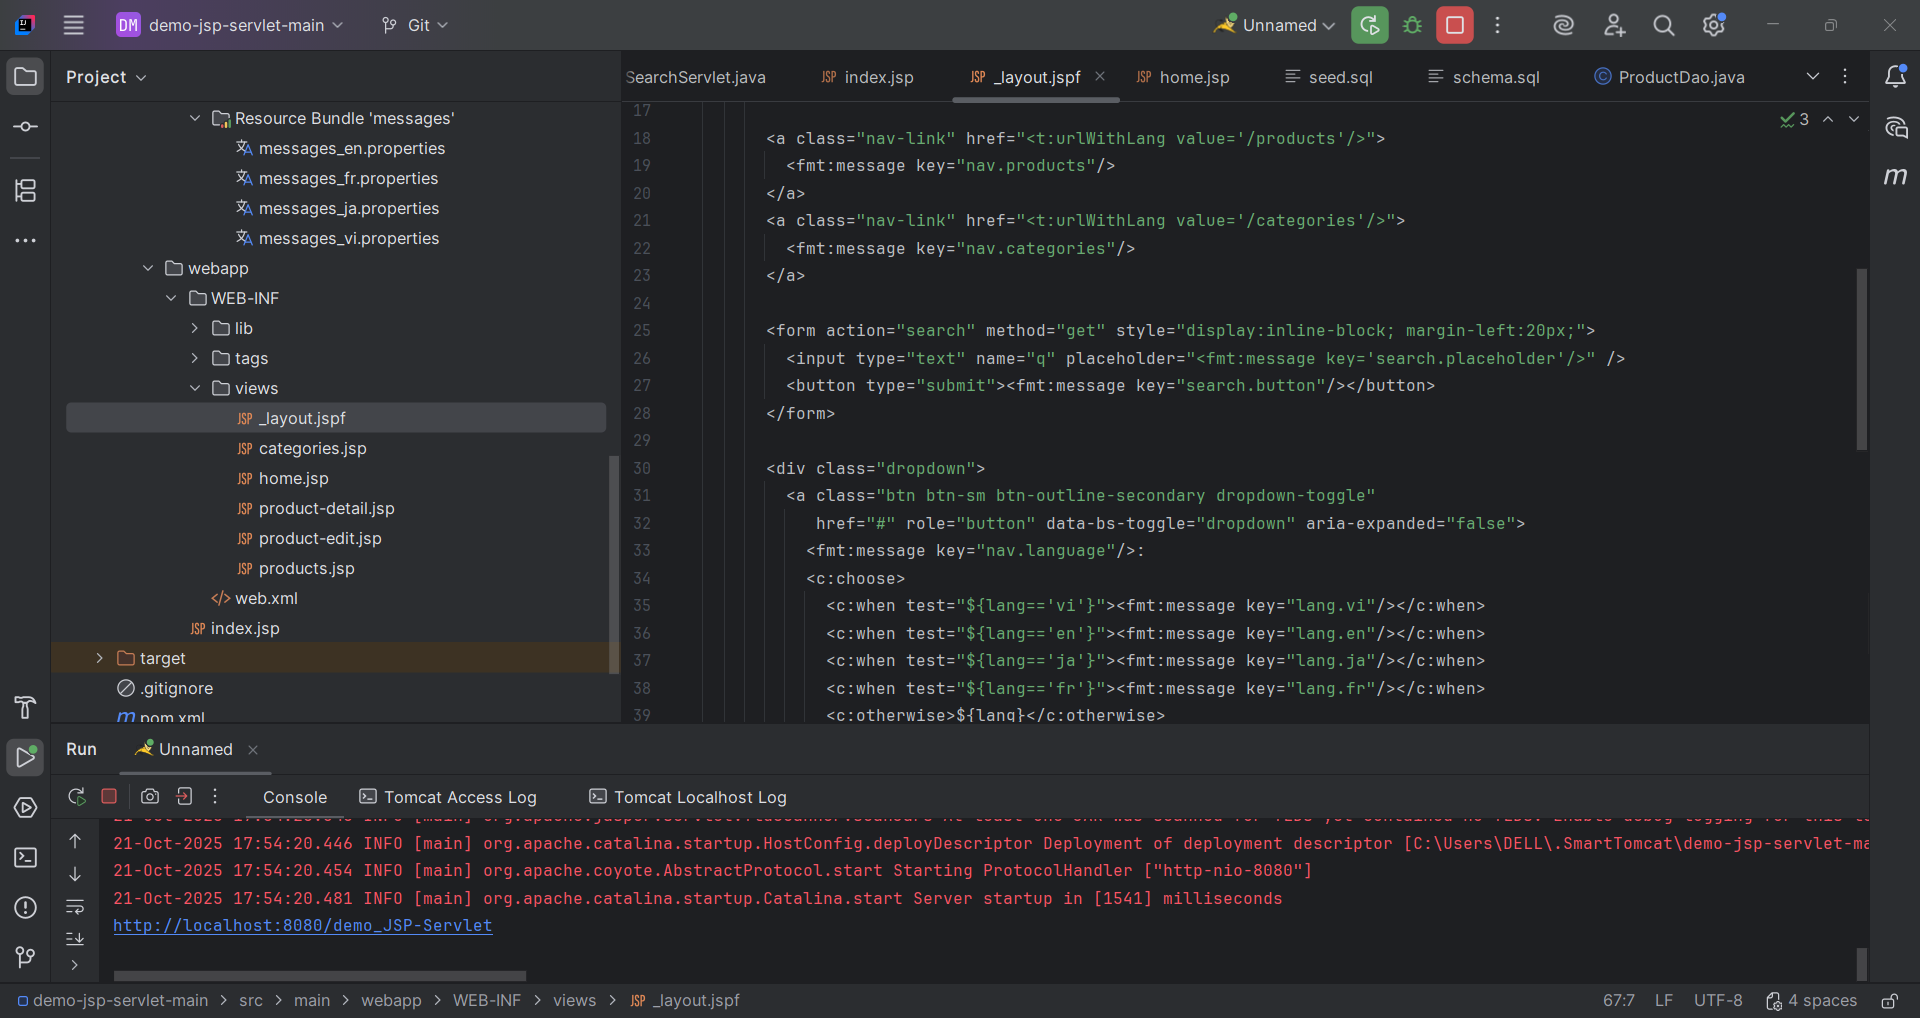 DM demo-jsp-servlet-main Git Unnamed
Project
Resource Bundle 'messages'
messages_en.properties
messages_fr.properties
messages_ja.properties
messages_vi.properties
webapp
WEB-INF
lib
tags
views
JSP _layout.jspf
JSP categories.jsp
JSP home.jsp
JSP product-detail.jsp
JSP product-edit.jsp
JSP products.jsp
</> web.xml
JSP index.jsp
target
.gitignore
m pom.xml
SearchServlet.java JSP index.jsp JSP _layout.jspf JSP home.jsp seed.sql schema.sql C ProductDao.java
3
17
18 <a class="nav-link" href="<t:urlWithLang value='/products'/>">
19 <fmt:message key="nav.products"/>
20 </a>
21 <a class="nav-link" href="<t:urlWithLang value='/categories'/>">
22 <fmt:message key="nav.categories"/>
23 </a>
24
25 <form action="search" method="get" style="display:inline-block; margin-left:20px;">
26 <input type="text" name="q" placeholder="<fmt:message key='search.placeholder'/>" />
27 <button type="submit"><fmt:message key="search.button"/></button>
28 </form>
29
30 <div class="dropdown">
31 <a class="btn btn-sm btn-outline-secondary dropdown-toggle"
32 href="#" role="button" data-bs-toggle="dropdown" aria-expanded="false">
33 <fmt:message key="nav.language"/>:
34 <c:choose>
35 <c:when test="${lang=='vi'}"><fmt:message key="lang.vi"/></c:when>
36 <c:when test="${lang=='en'}"><fmt:message key="lang.en"/></c:when>
37 <c:when test="${lang=='ja'}"><fmt:message key="lang.ja"/></c:when>
38 <c:when test="${lang=='fr'}"><fmt:message key="lang.fr"/></c:when>
39 <c:otherwise>${lang}</c:otherwise>
m
Run Unnamed
Console Tomcat Access Log Tomcat Localhost Log
21-Oct-2025 17:54:20.446 INFO [main] org.apache.catalina.startup.HostConfig.deployDescriptor Deployment of deployment descriptor [C:\Users\DELL\.SmartTomcat\demo-jsp-servlet-ma
21-Oct-2025 17:54:20.454 INFO [main] org.apache.coyote.AbstractProtocol.start Starting ProtocolHandler ["http-nio-8080"]
21-Oct-2025 17:54:20.481 INFO [main] org.apache.catalina.startup.Catalina.start Server startup in [1541] milliseconds
http://localhost:8080/demo_JSP-Servlet
demo-jsp-servlet-main > src > main > webapp > WEB-INF > views > JSP _layout.jspf 67:7 LF UTF-8 4 spaces